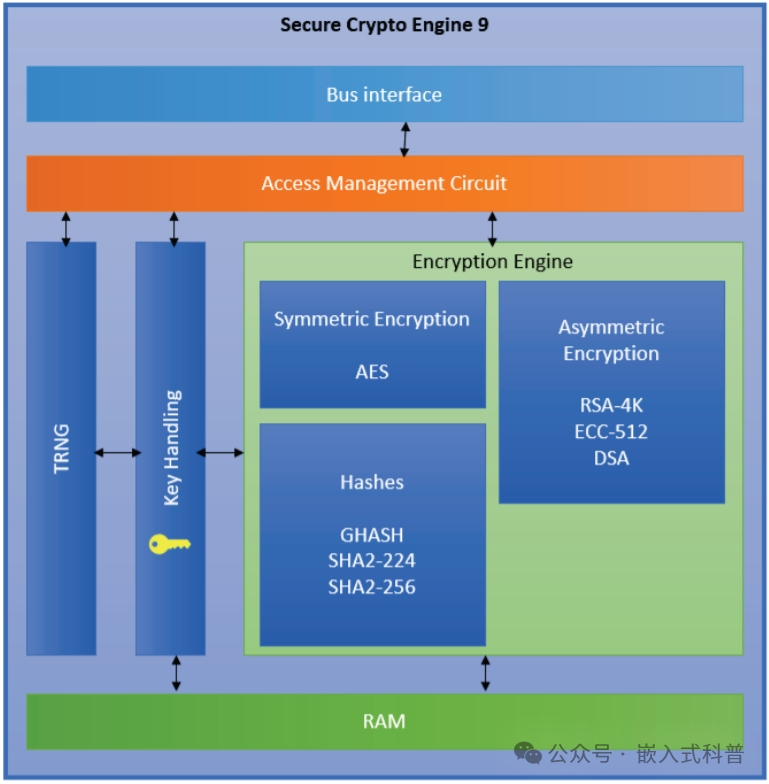 Secure Crypto Engine 9
Bus interface
Access Management Circuit
TRNG
Key Handling
Encryption Engine
Symmetric Encryption
AES
Hashes
GHASH
SHA2-224
SHA2-256
Asymmetric
Encryption
RSA-4K
ECC-512
DSA
RAM
公众号 · 嵌入式科普